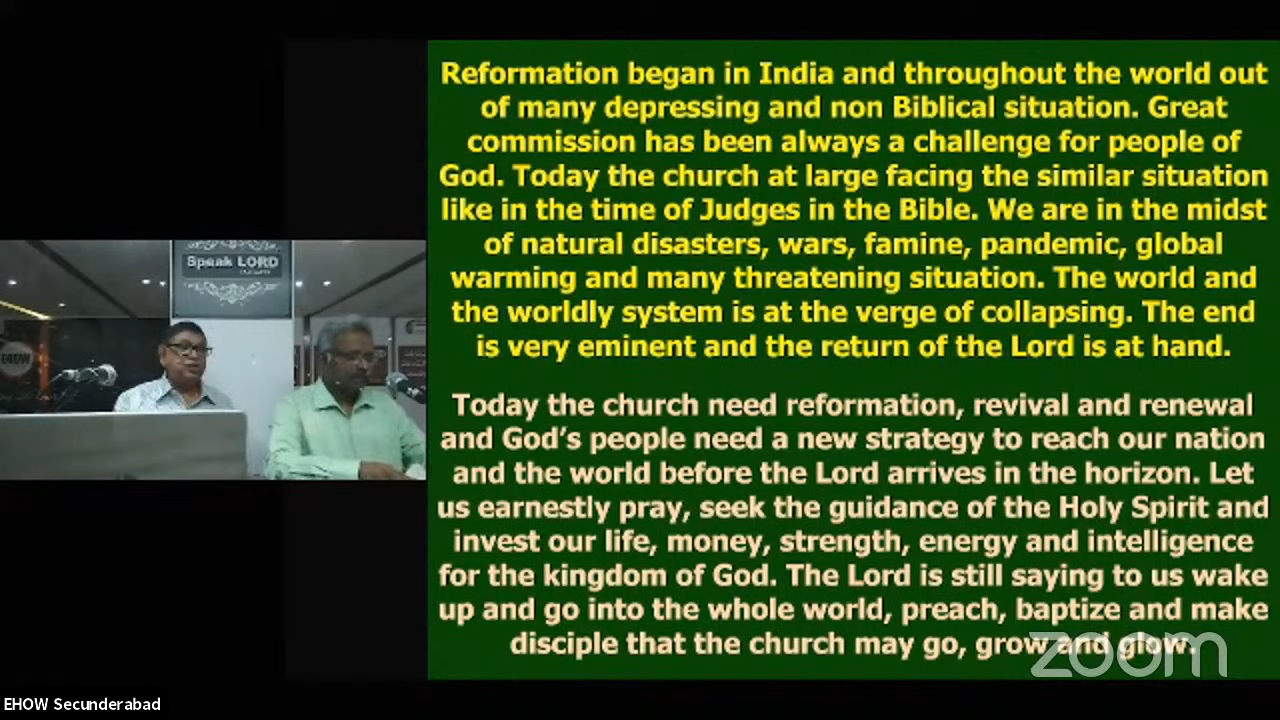 Speak LORD
EHOW
Reformation began in India and throughout the world out
of many depressing and non Biblical situation. Great
commission has been always a challenge for people of
God. Today the church at large facing the similar situation
like in the time of Judges in the Bible. We are in the midst
of natural disasters, wars, famine, pandemic, global
warming and many threatening situation. The world and
the worldly system is at the verge of collapsing. The end
is very eminent and the return of the Lord is at hand.
Today the church need reformation, revival and renewal
and God's people need a new strategy to reach our nation
and the world before the Lord arrives in the horizon. Let
us earnestly pray, seek the guidance of the Holy Spirit and
invest our life, money, strength, energy and intelligence
for the kingdom of God. The Lord is still saying to us wake
up and go into the whole world, preach, baptize and make
disciple that the church may go, grow and glow.
zoom
EHOW Secunderabad